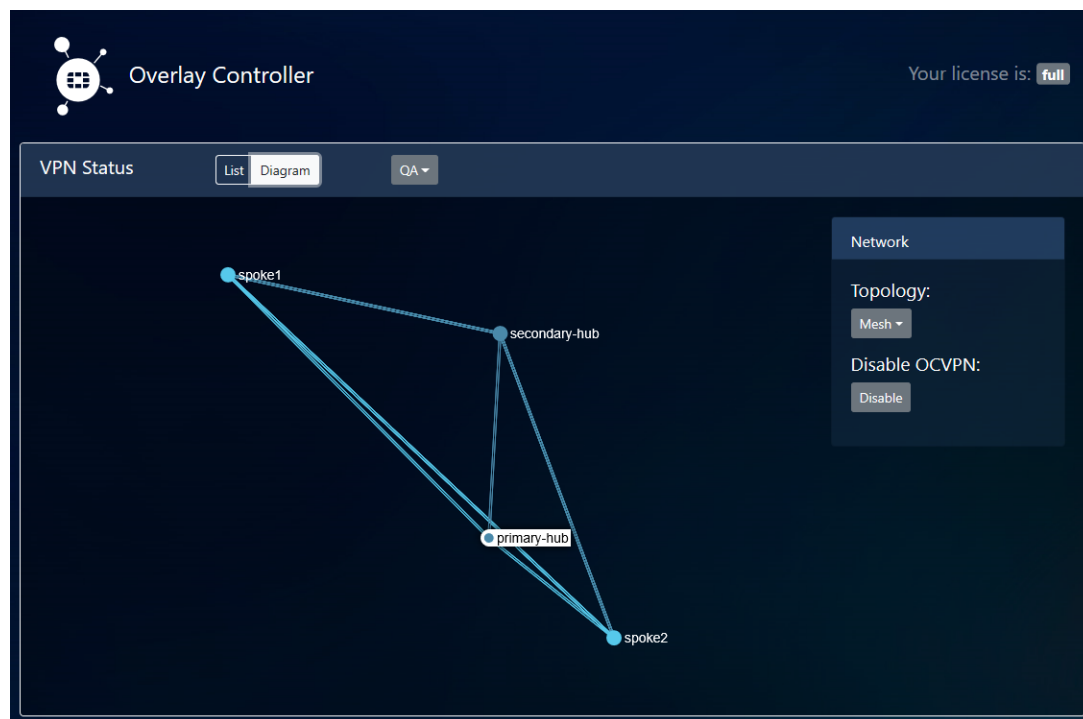 Overlay Controller
Your license is: full
VPN Status
List
Diagram
QA
Network
Topology:
Mesh
Disable OCVPN:
Disable
spoke1
secondary-hub
primary-hub
spoke2